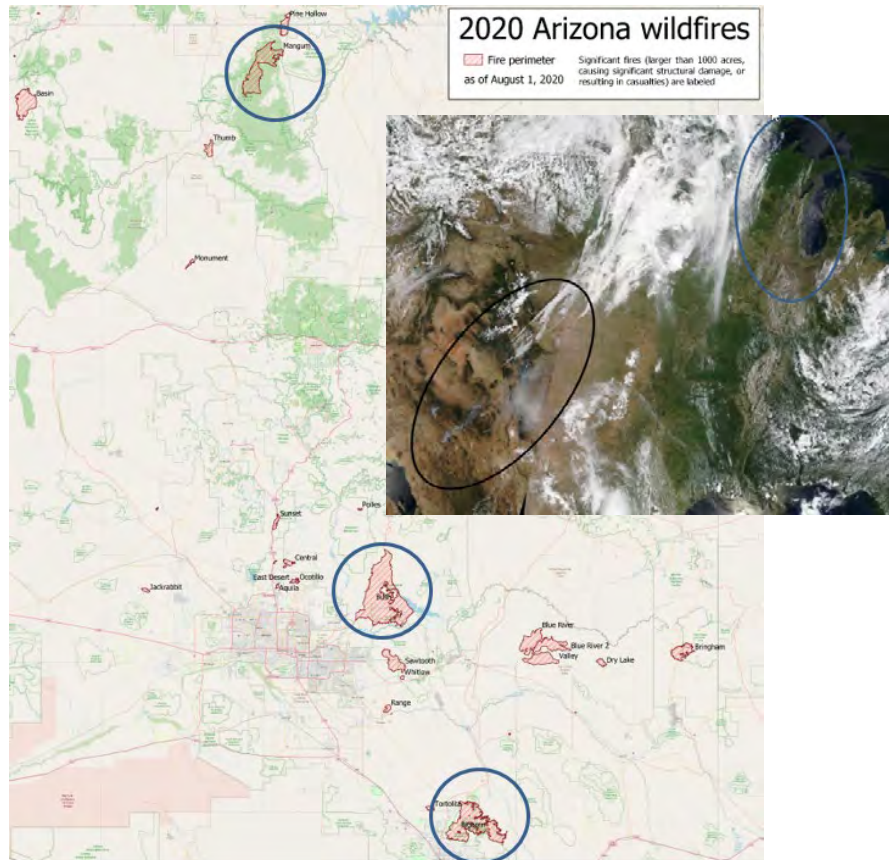 Pine Hollow
2020 Arizona wildfires
Mangum
Fire perimeter
as of August 1, 2020
Significant fires (larger than 1000 acres,
causing significant structural damage, or
resulting in casualties) are labeled
Basin
Thumb
Monument
Sunset
Polles
Central
East Desert
Ocotillo
Aquila
Jackrabbit
Bush
Blue River
Blue River 2
Valley
Dry Lake
Bringham
Sawtooth
Whitlow
Range
Tortolita
Bighorn